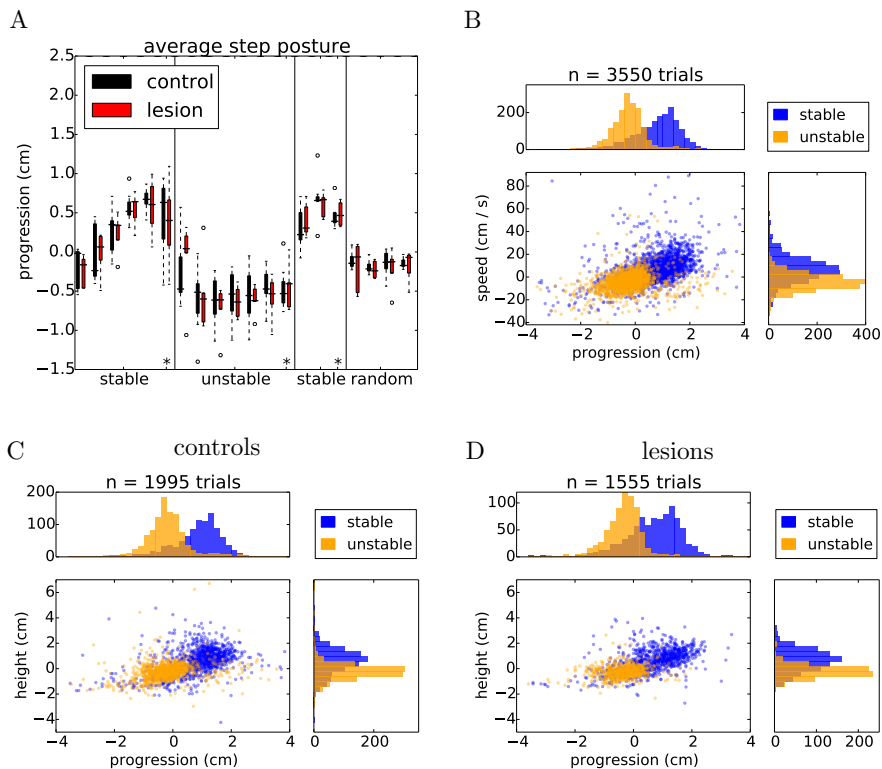 A
average step posture
2.5
2.0
1.5
1.0
0.5
0.0
−0.5
−1.0
−1.5
progression (cm)
control
lesion
* * *
stable unstable stable random
B
n = 3550 trials
200
0
stable
unstable
80
60
40
20
0
−20
−40
speed (cm / s)
−4 −2 0 2 4
progression (cm)
0 100 200 300 400
C
controls
n = 1995 trials
200
100
0
stable
unstable
6
4
2
0
−2
−4
height (cm)
−4 −2 0 2 4
progression (cm)
0 100 200
D
lesions
n = 1555 trials
100
50
0
stable
unstable
6
4
2
0
−2
−4
height (cm)
−4 −2 0 2 4
progression (cm)
0 50 100 150 200